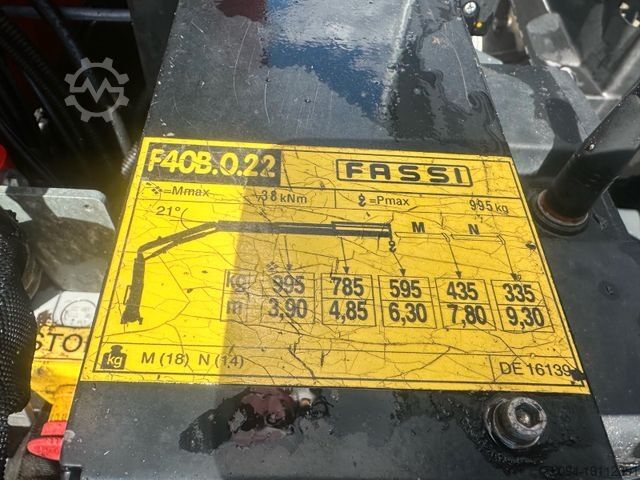 F40B.0.22 FASSI
=Mmax 38 kNm =Pmax 995 kg
21° M N
kg 995 785 595 435 335
m 3,90 4,85 6,30 7,80 9,30
kg M (18) N (14) DE 16139
STO